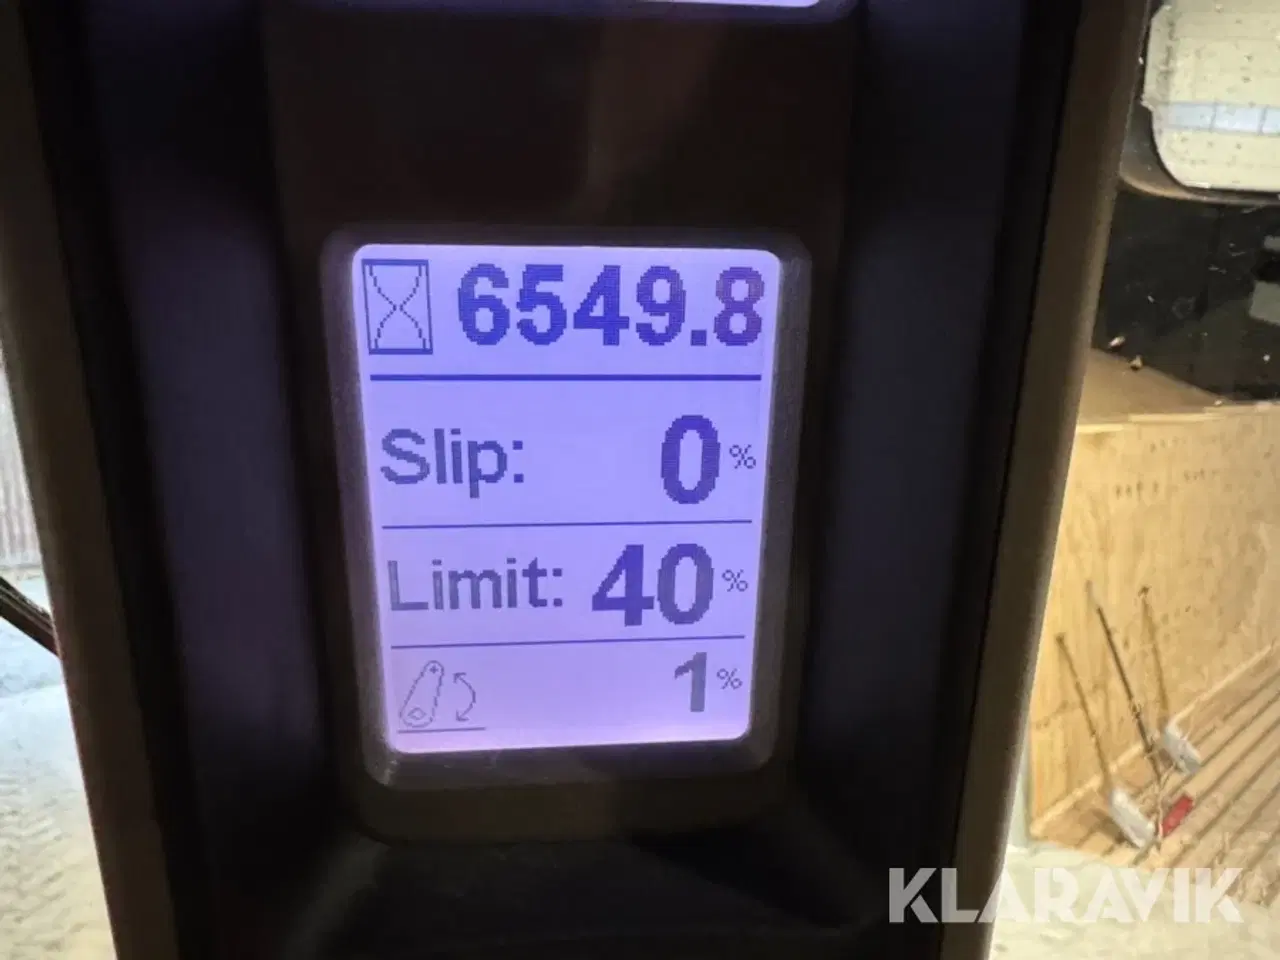 6549.8
Slip: 0%
Limit: 40%
1%
KLARAVIK